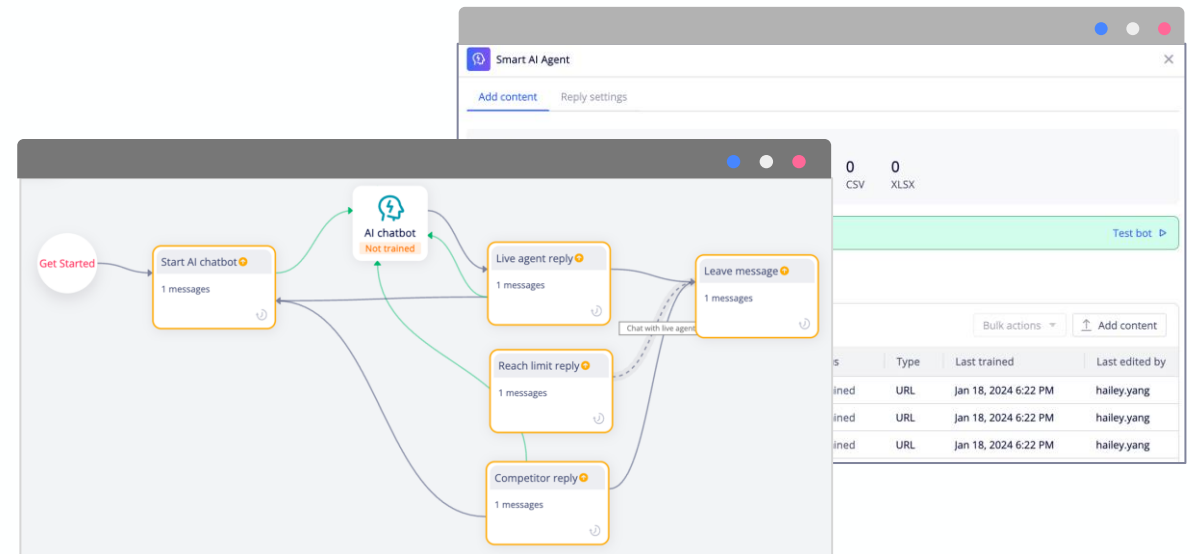 Smart AI Agent
Add content
Reply settings
0
0
CSV
XLSX
Test bot
Bulk actions
Add content
Type
Last trained
Last edited by
URL
Jan 18, 2024 6:22 PM
hailey.yang
URL
Jan 18, 2024 6:22 PM
hailey.yang
URL
Jan 18, 2024 6:22 PM
hailey.yang
Get Started
Start AI chatbot
1 messages
AI chatbot
Not trained
Live agent reply
1 messages
Leave message
1 messages
Chat with live agent
Reach limit reply
1 messages
Competitor reply
1 messages